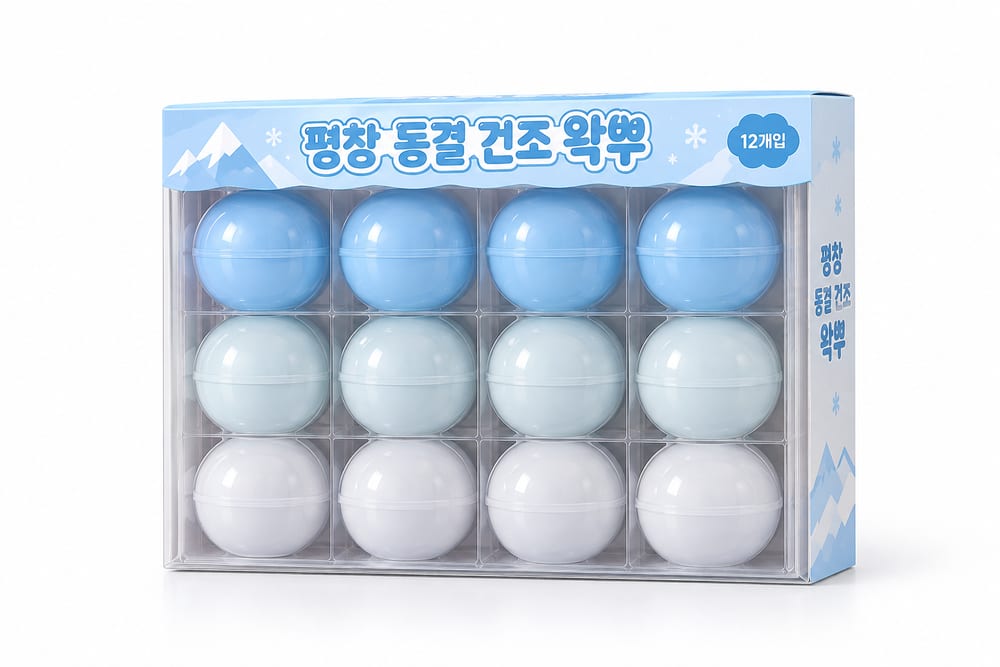 평창 동결 건조 왁뿌
12개입
평창
동결 건조
왁뿌